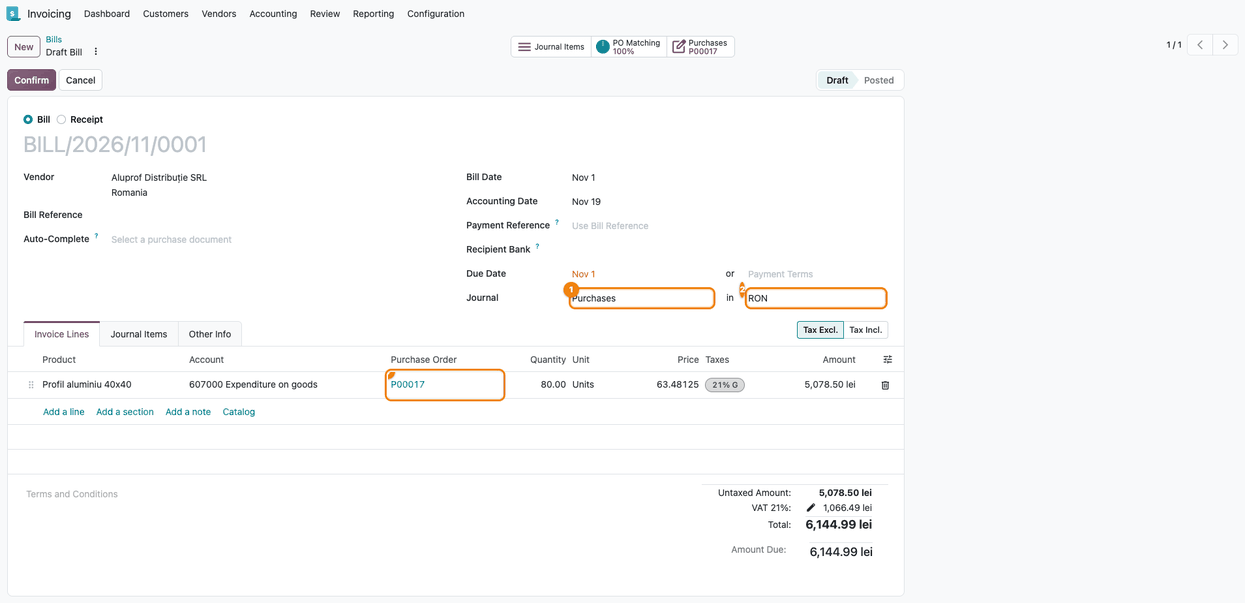 Invoicing Dashboard Customers Vendors Accounting Review Reporting Configuration
New
Bills
Draft Bill
Journal Items
PO Matching
100%
Purchases
P00017
1 / 1
Confirm Cancel
Draft Posted
Bill Receipt
BILL/2026/11/0001
Vendor Aluprof Distribuție SRL
Romania
Bill Reference
Auto-Complete ? Select a purchase document
Bill Date Nov 1
Accounting Date Nov 19
Payment Reference ? Use Bill Reference
Recipient Bank ?
Due Date Nov 1 or Payment Terms
1 2
Journal Purchases in RON
Invoice Lines Journal Items Other Info
Tax Excl. Tax Incl.
Product Account Purchase Order Quantity Unit Price Taxes Amount
Profil aluminiu 40x40 607000 Expenditure on goods P00017 80.00 Units 63.48125 21% G 5,078.50 lei
Add a line Add a section Add a note Catalog
Terms and Conditions
Untaxed Amount: 5,078.50 lei
VAT 21%: 1,066.49 lei
Total: 6,144.99 lei
Amount Due: 6,144.99 lei